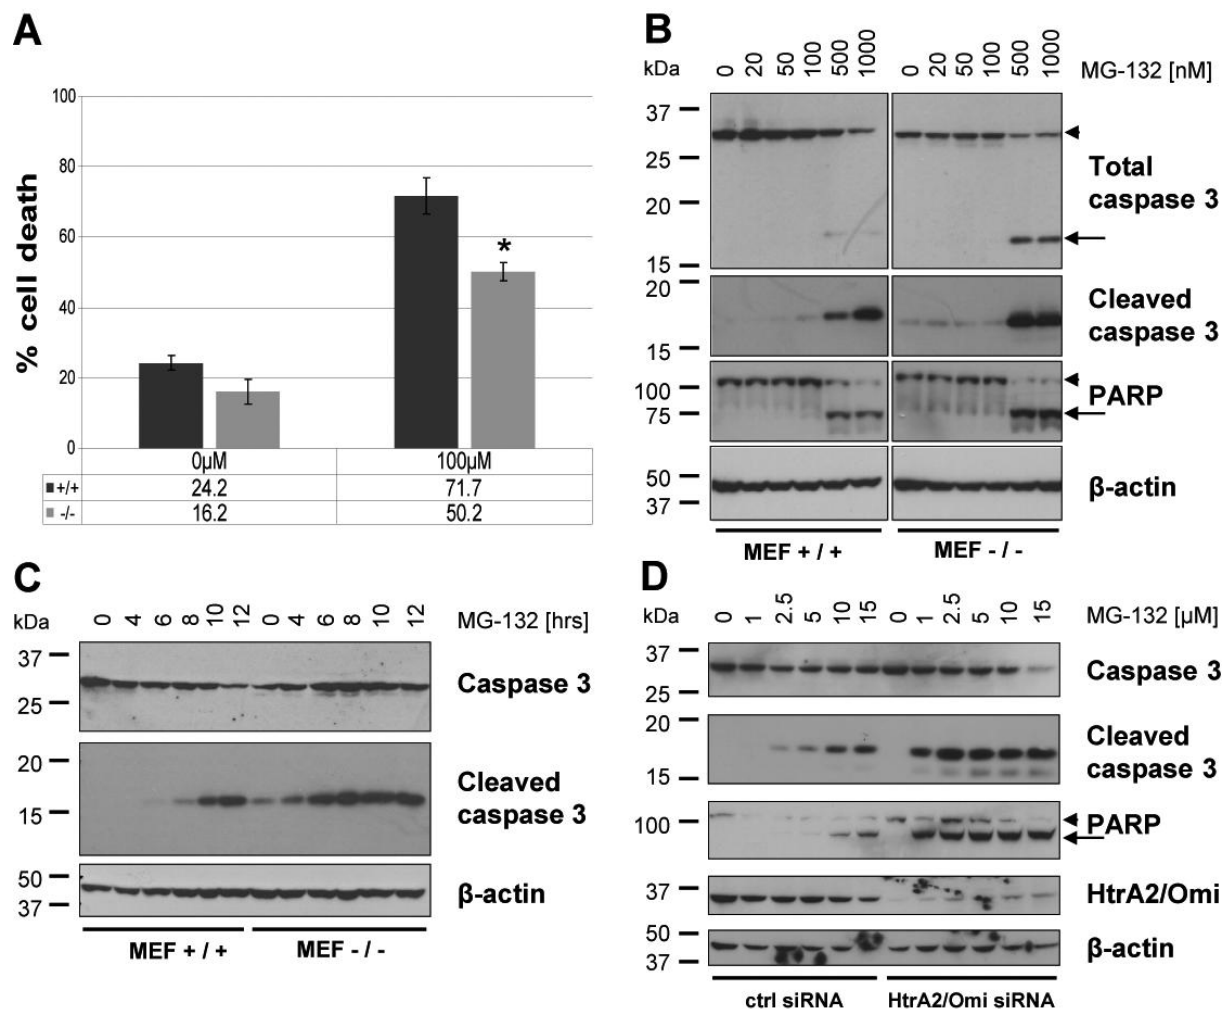 A
% cell death
100
80
60
40
20
0
*
0µM 100µM
+/+ 24.2 71.7
-/- 16.2 50.2
B
kDa 0 20 50 100 500 1000 0 20 50 100 500 1000 MG-132 [nM]
37
25
20
15
Total
caspase 3
20
15
Cleaved
caspase 3
100
75
PARP
50
37
β-actin
MEF + / + MEF - / -
C
kDa 0 4 6 8 10 12 0 4 6 8 10 12 MG-132 [hrs]
37
25
Caspase 3
20
15
Cleaved
caspase 3
50
37
β-actin
MEF + / + MEF - / -
D
kDa 0 1 2.5 5 10 15 0 1 2.5 5 10 15 MG-132 [µM]
37
25
Caspase 3
20
15
Cleaved
caspase 3
100
PARP
37
HtrA2/Omi
50
37
β-actin
ctrl siRNA HtrA2/Omi siRNA